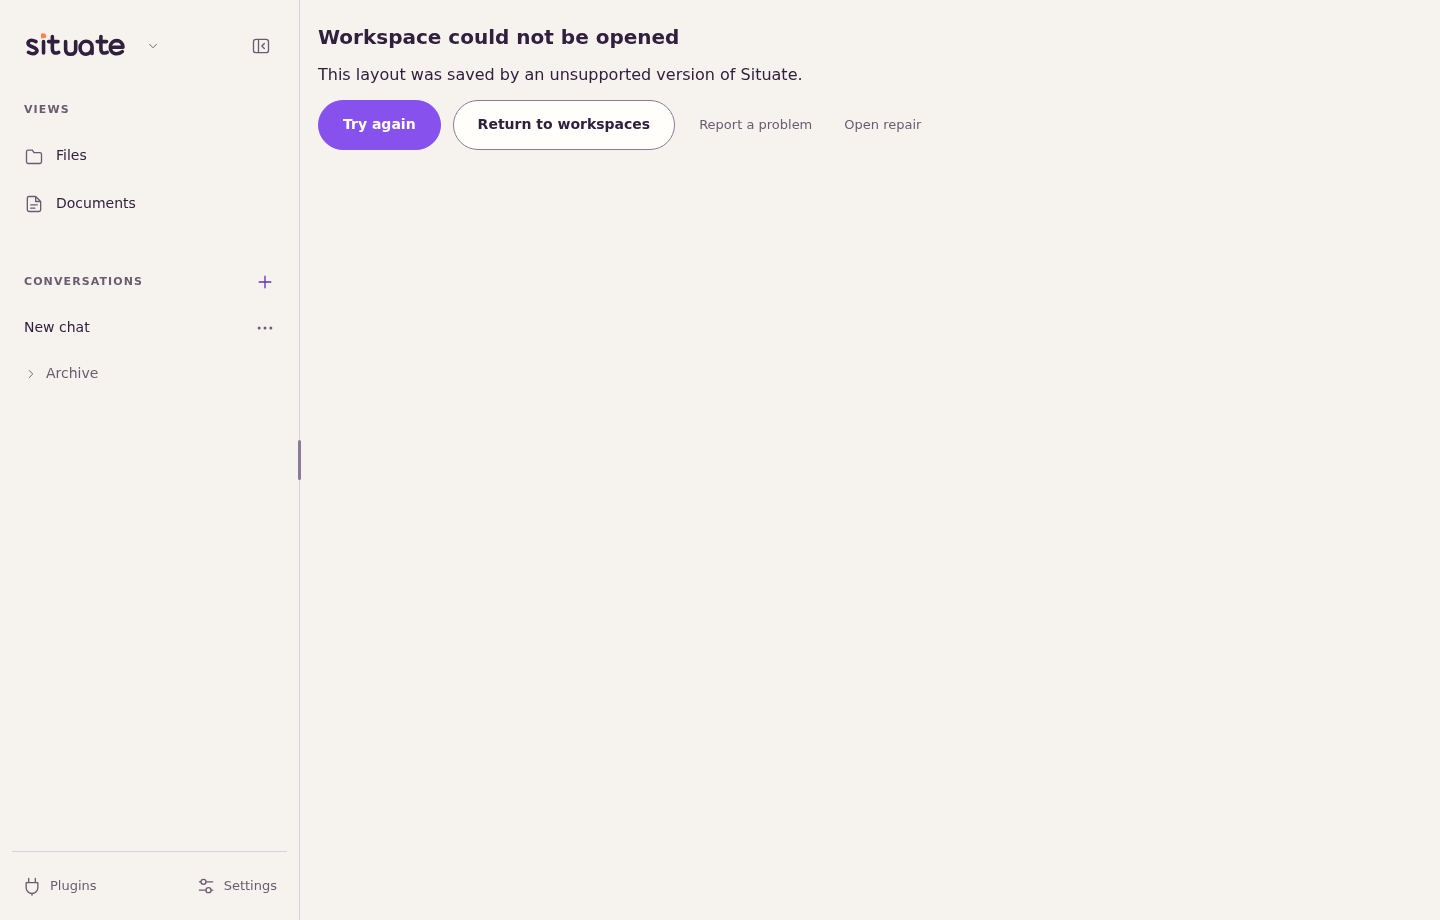 situate
VIEWS
Files
Documents
CONVERSATIONS
New chat
Archive
Plugins
Settings
Workspace could not be opened
This layout was saved by an unsupported version of Situate.
Try again
Return to workspaces
Report a problem
Open repair